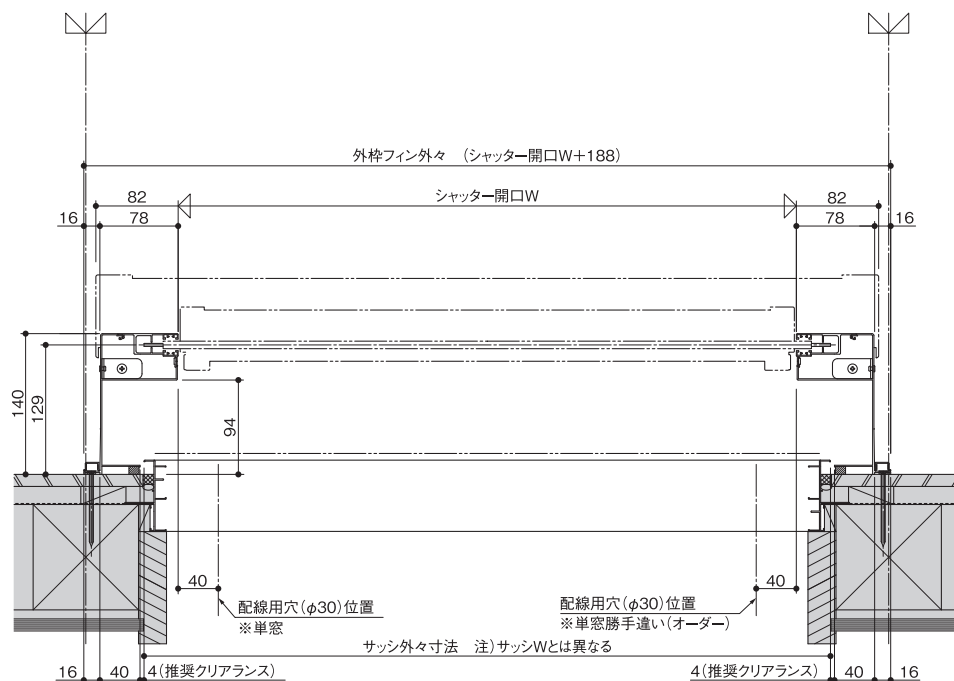 外枠フィン外々 (シャッター開口W+188)
82 シャッター開口W 82
16 78 78 16
140
129
94
40 40
配線用穴(φ30)位置
※単窓
配線用穴(φ30)位置
※単窓勝手違い(オーダー)
サッシ外々寸法 注)サッシWとは異なる
16 40 4(推奨クリアランス) 4(推奨クリアランス) 40 16